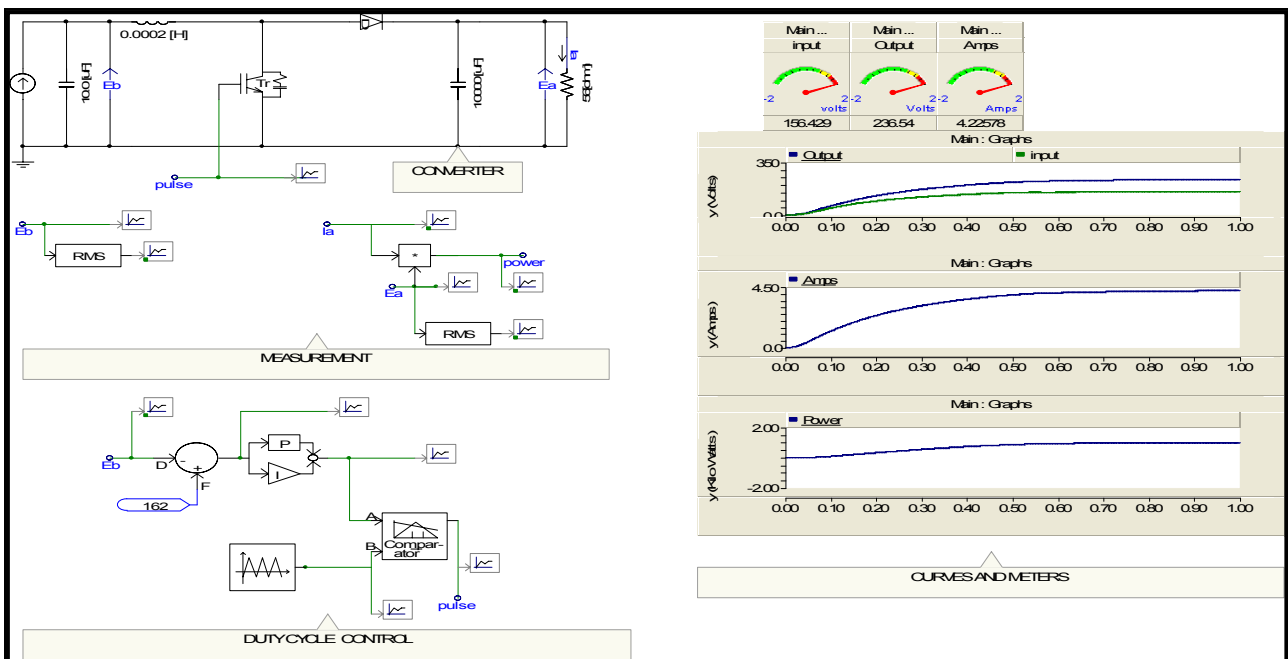 0.0002 [H]
D
10.0 [uF]
Eb
Tr
10000 [uF]
Ea
Ia
56 [ohm]
pulse
CONVERTER
Eb
RMS
Ia
*
power
Ea
RMS
MEASUREMENT
Eb
D
-
+
F
162
P
I
A
B
Compar-
ator
pulse
DUTY CYCLE CONTROL
Main ... Main ... Main ...
input Output Amps
-2 2 -2 2 -2 2
volts Volts Amps
156.429 236.54 4.22578
Main : Graphs
Output input
350
0.0
y (Volts)
0.00 0.10 0.20 0.30 0.40 0.50 0.60 0.70 0.80 0.90 1.00
Main : Graphs
Amps
4.50
0.0
y (Amps)
0.00 0.10 0.20 0.30 0.40 0.50 0.60 0.70 0.80 0.90 1.00
Main : Graphs
Power
2.00
-2.00
y (Kilo Watts)
0.00 0.10 0.20 0.30 0.40 0.50 0.60 0.70 0.80 0.90 1.00
CURVES AND METERS